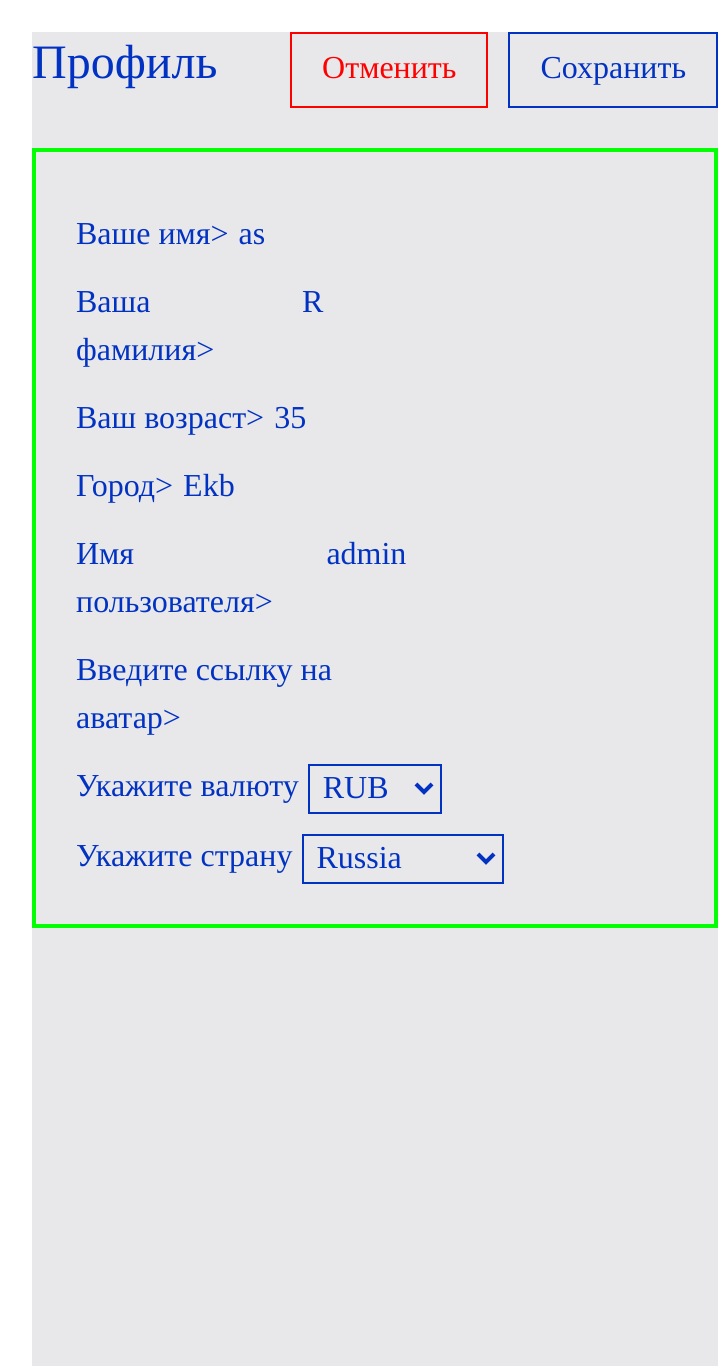 Профиль Отменить Сохранить
Ваше имя> as
Ваша R
фамилия>
Ваш возраст> 35
Город> Ekb
Имя admin
пользователя>
Введите ссылку на
аватар>
Укажите валюту RUB
Укажите страну Russia